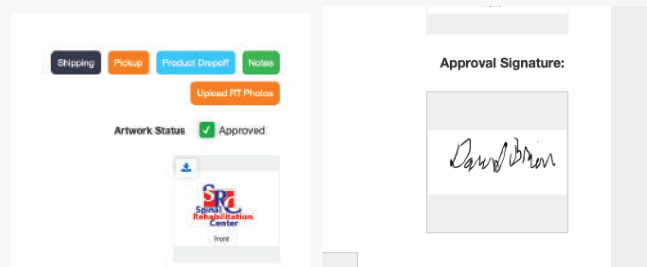 Shipping Pickup Product Dropoff Notes
Upload RT Photos
Artwork Status Approved
SRC
Spinal
Rehabilitation
Center
Front
Approval Signature: